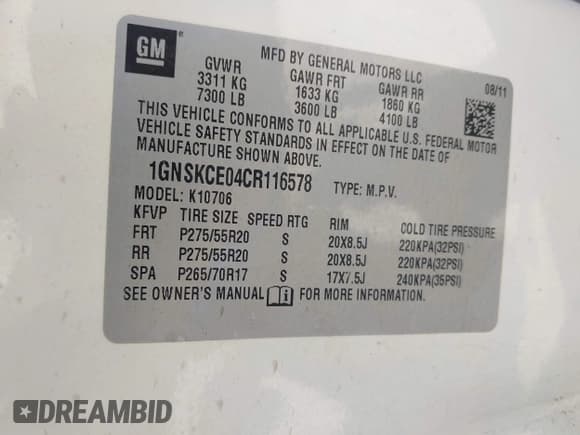 GM
MFD BY GENERAL MOTORS LLC
08/11
GVWR GAWR FRT GAWR RR
3311 KG 1633 KG 1860 KG
7300 LB 3600 LB 4100 LB
THIS VEHICLE CONFORMS TO ALL APPLICABLE U.S. FEDERAL MOTOR
VEHICLE SAFETY STANDARDS IN EFFECT ON THE DATE OF
MANUFACTURE SHOWN ABOVE.
1GNSKCE04CR116578 TYPE: M.P.V.
MODEL: K10706
KFVP TIRE SIZE SPEED RTG RIM COLD TIRE PRESSURE
FRT P275/55R20 S 20X8.5J 220KPA(32PSI)
RR P275/55R20 S 20X8.5J 220KPA(32PSI)
SPA P265/70R17 S 17X7.5J 240KPA(35PSI)
SEE OWNER'S MANUAL FOR MORE INFORMATION.
DREAMBID